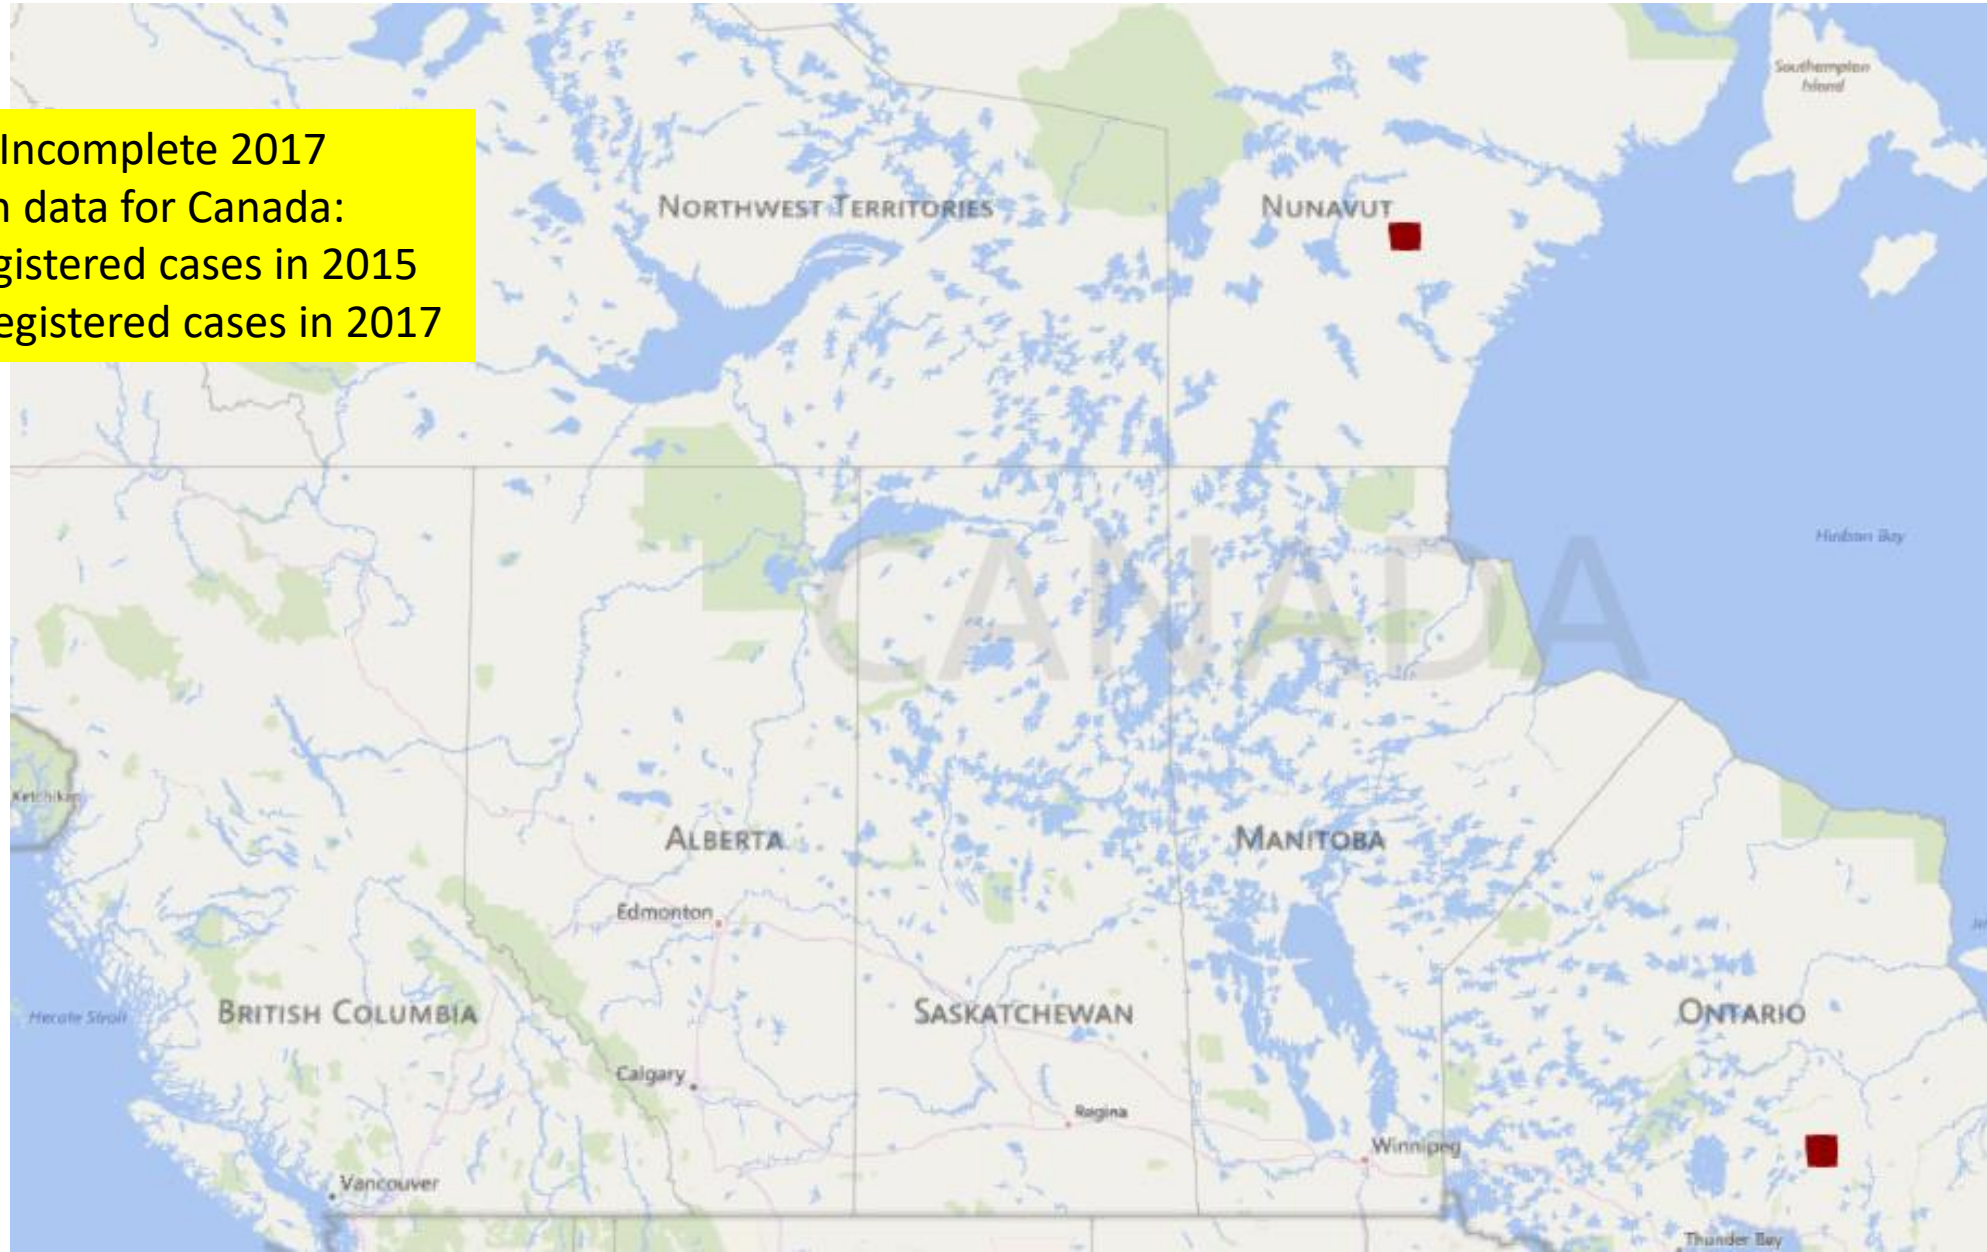 Incomplete 2017
n data for Canada:
gistered cases in 2015
egistered cases in 2017
Southampton
Island
NORTHWEST TERRITORIES
NUNAVUT
Hudson Bay
CANADA
Ketchikan
ALBERTA
MANITOBA
Edmonton
Hecate Strait
BRITISH COLUMBIA
SASKATCHEWAN
ONTARIO
Calgary
Regina
Winnipeg
Vancouver
Thunder Bay